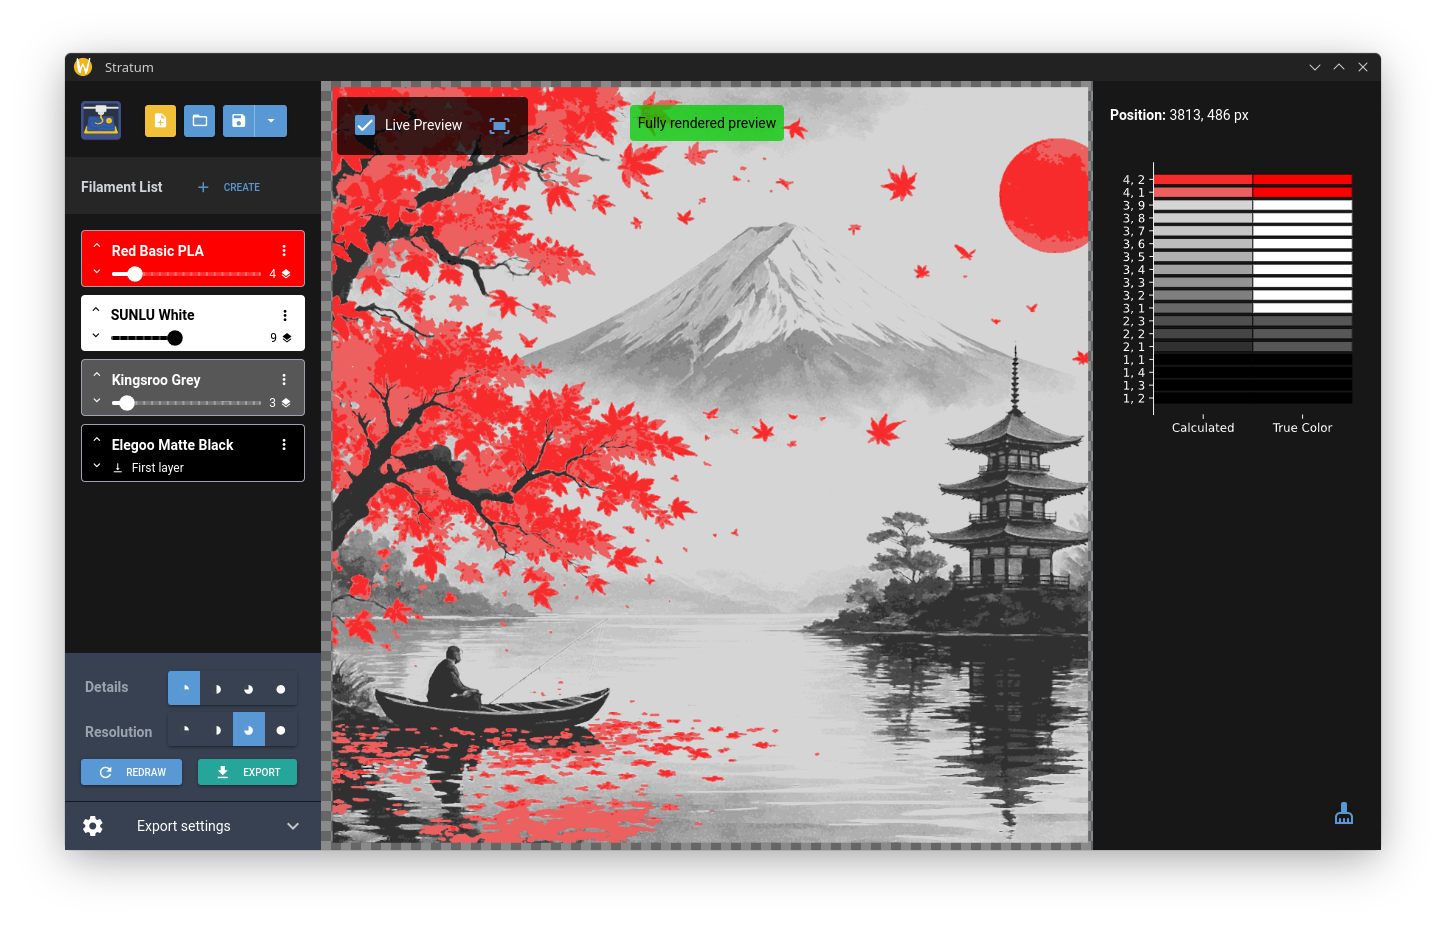 Stratum
Filament List
CREATE
Red Basic PLA
4
SUNLU White
9
Kingsroo Grey
3
Elegoo Matte Black
First layer
Details
Resolution
REDRAW
EXPORT
Export settings
Live Preview
Fully rendered preview
Position: 3813, 486 px
4, 2
4, 1
3, 9
3, 8
3, 7
3, 6
3, 5
3, 4
3, 3
3, 2
3, 1
2, 3
2, 2
2, 1
1, 1
1, 4
1, 3
1, 2
Calculated
True Color